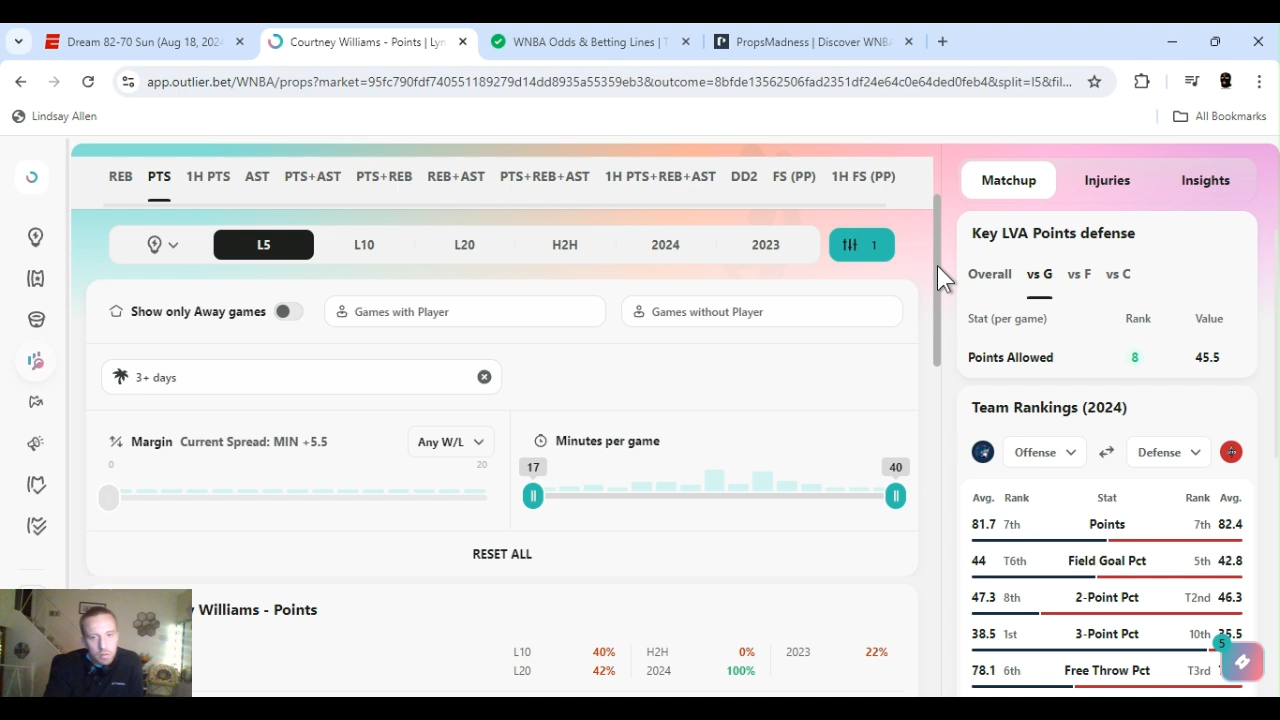 Dream 82-70 Sun (Aug 18, 2024
Courtney Williams - Points | Lyn
WNBA Odds & Betting Lines | T
PropsMadness | Discover WNBA
app.outlier.bet/WNBA/props?market=95fc790fdf740551189279d14dd8935a55359eb3&outcome=8bfde13562506fad2351df24e64c0e64ded0feb4&split=l5&fil...
Lindsay Allen
All Bookmarks
REB PTS 1H PTS AST PTS+AST PTS+REB REB+AST PTS+REB+AST 1H PTS+REB+AST DD2 FS (PP) 1H FS (PP)
L5 L10 L20 H2H 2024 2023 1
Show only Away games
Games with Player
Games without Player
3+ days
Margin Current Spread: MIN +5.5
Any W/L
0 20
Minutes per game
17 40
RESET ALL
Williams - Points
L10 40% H2H 0% 2023 22%
L20 42% 2024 100%
Matchup Injuries Insights
Key LVA Points defense
Overall vs G vs F vs C
Stat (per game) Rank Value
Points Allowed 8 45.5
Team Rankings (2024)
Offense Defense
Avg. Rank Stat Rank Avg.
81.7 7th Points 7th 82.4
44 T6th Field Goal Pct 5th 42.8
47.3 8th 2-Point Pct T2nd 46.3
38.5 1st 3-Point Pct 10th 35.5
5
78.1 6th Free Throw Pct T3rd